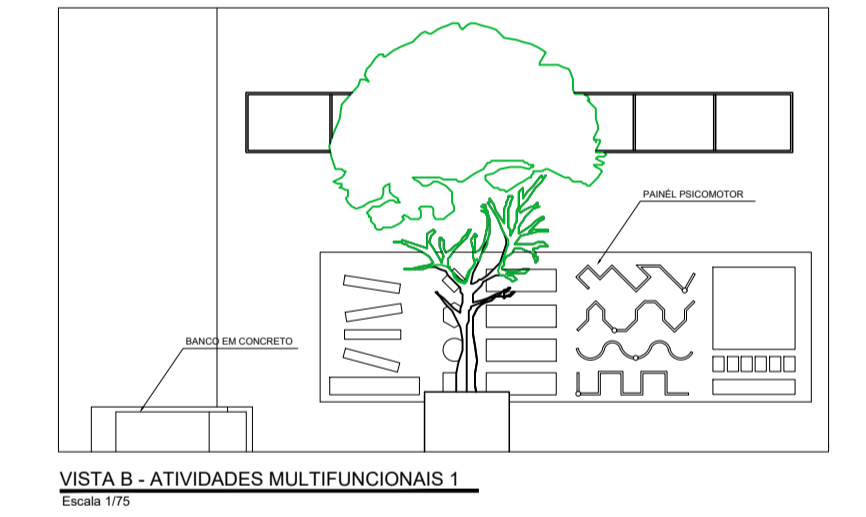 PAINÉL PSICOMOTOR
BANCO EM CONCRETO
VISTA B - ATIVIDADES MULTIFUNCIONAIS 1
Escala 1/75